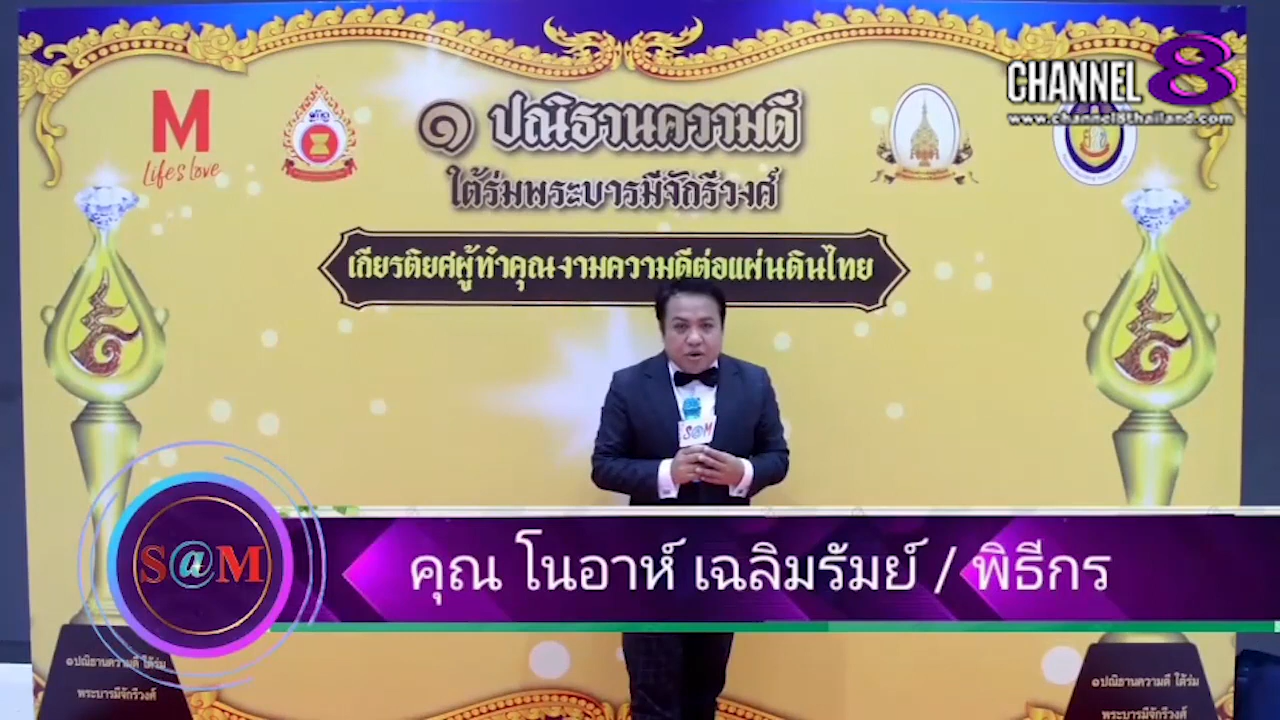 CHANNEL 8
www.channel8thailand.com
M
Life's love
๑ ปณิธานความดี
ใต้ร่มพระบารมีจักรีวงศ์
เกียรติยศผู้ทำคุณงามความดีต่อแผ่นดินไทย
S@M
S@M
คุณ โนอาห์ เฉลิมรัมย์ / พิธีกร
๑ปณิธานความดี ใต้ร่ม
พระบารมีจักรีวงศ์
๑ปณิธานความดี ใต้ร่ม
พระบารมีจักรีวงศ์